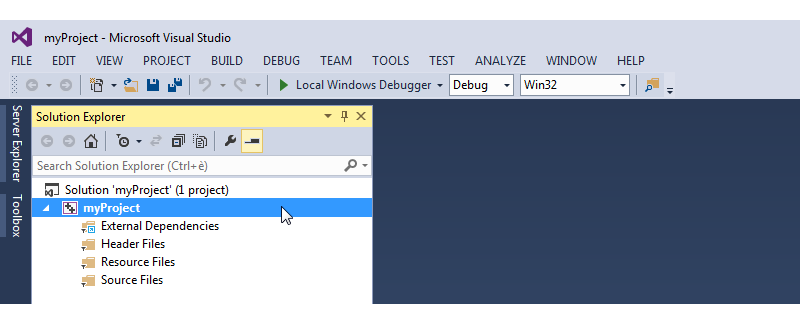 myProject - Microsoft Visual Studio
FILE EDIT VIEW PROJECT BUILD DEBUG TEAM TOOLS TEST ANALYZE WINDOW HELP
Local Windows Debugger Debug Win32
Server Explorer
Toolbox
Solution Explorer
Search Solution Explorer (Ctrl+è)
Solution 'myProject' (1 project)
myProject
External Dependencies
Header Files
Resource Files
Source Files